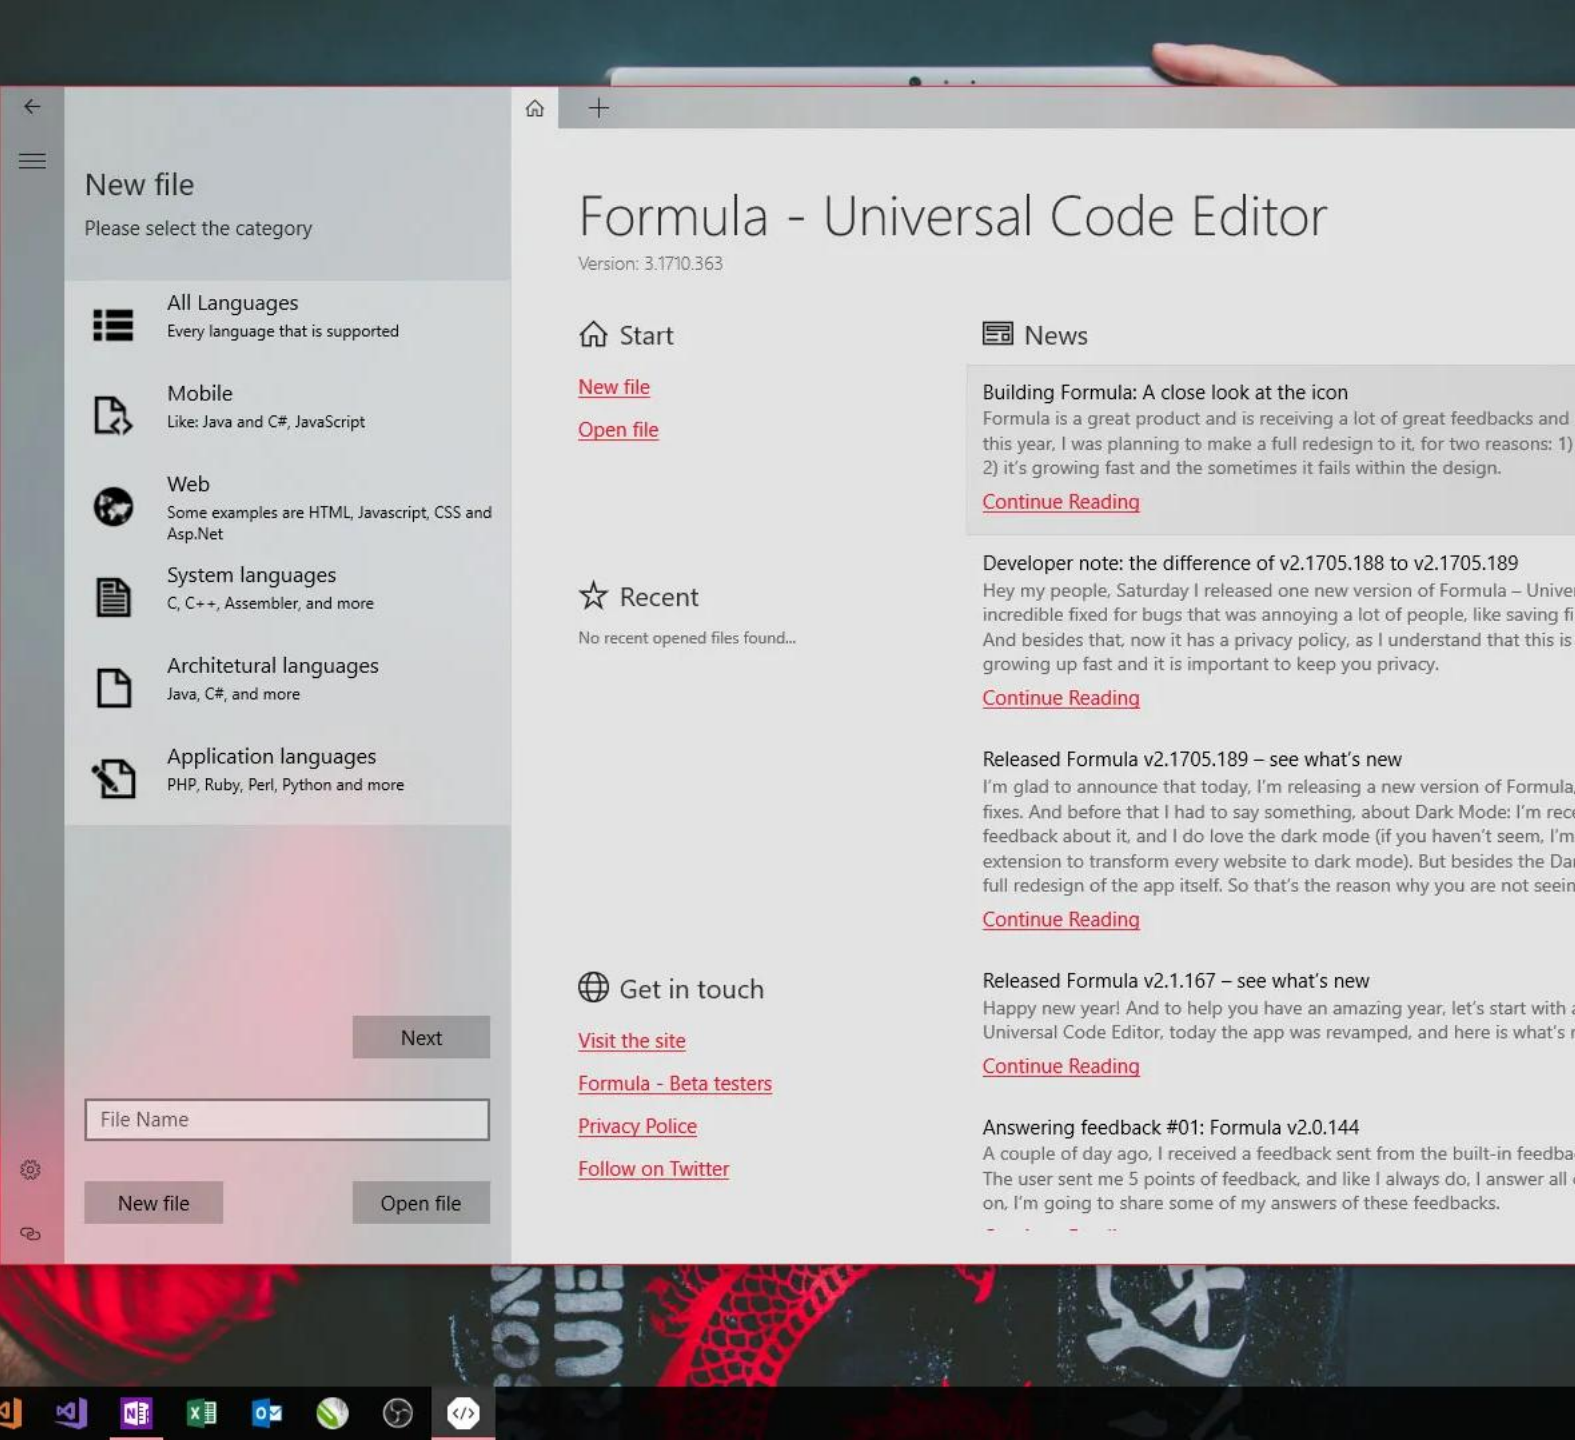 New file
Please select the category
All Languages
Every language that is supported
Mobile
Like: Java and C#, JavaScript
Web
Some examples are HTML, Javascript, CSS and
Asp.Net
System languages
C, C++, Assembler, and more
Architetural languages
Java, C#, and more
Application languages
PHP, Ruby, Perl, Python and more
Next
File Name
New file
Open file
Formula - Universal Code Editor
Version: 3.1710.363
Start
New file
Open file
Recent
No recent opened files found...
Get in touch
Visit the site
Formula - Beta testers
Privacy Police
Follow on Twitter
News
Building Formula: A close look at the icon
Formula is a great product and is receiving a lot of great feedbacks and
this year, I was planning to make a full redesign to it, for two reasons: 1)
2) it's growing fast and the sometimes it fails within the design.
Continue Reading
Developer note: the difference of v2.1705.188 to v2.1705.189
Hey my people, Saturday I released one new version of Formula – Univer
incredible fixed for bugs that was annoying a lot of people, like saving fi
And besides that, now it has a privacy policy, as I understand that this is
growing up fast and it is important to keep you privacy.
Continue Reading
Released Formula v2.1705.189 – see what's new
I'm glad to announce that today, I'm releasing a new version of Formula,
fixes. And before that I had to say something, about Dark Mode: I'm rece
feedback about it, and I do love the dark mode (if you haven't seem, I'm
extension to transform every website to dark mode). But besides the Dar
full redesign of the app itself. So that's the reason why you are not seein
Continue Reading
Released Formula v2.1.167 – see what's new
Happy new year! And to help you have an amazing year, let's start with a
Universal Code Editor, today the app was revamped, and here is what's n
Continue Reading
Answering feedback #01: Formula v2.0.144
A couple of day ago, I received a feedback sent from the built-in feedba
The user sent me 5 points of feedback, and like I always do, I answer all
on, I'm going to share some of my answers of these feedbacks.